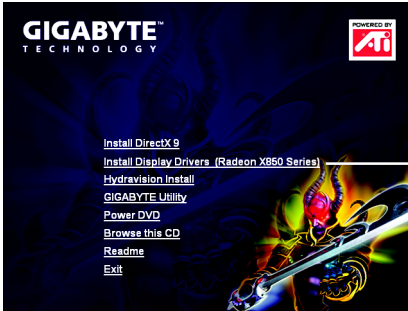 GIGABYTE™
TECHNOLOGY
POWERED BY
ATi
Install DirectX 9
Install Display Drivers (Radeon X850 Series)
Hydravision Install
GIGABYTE Utility
Power DVD
Browse this CD
Readme
Exit